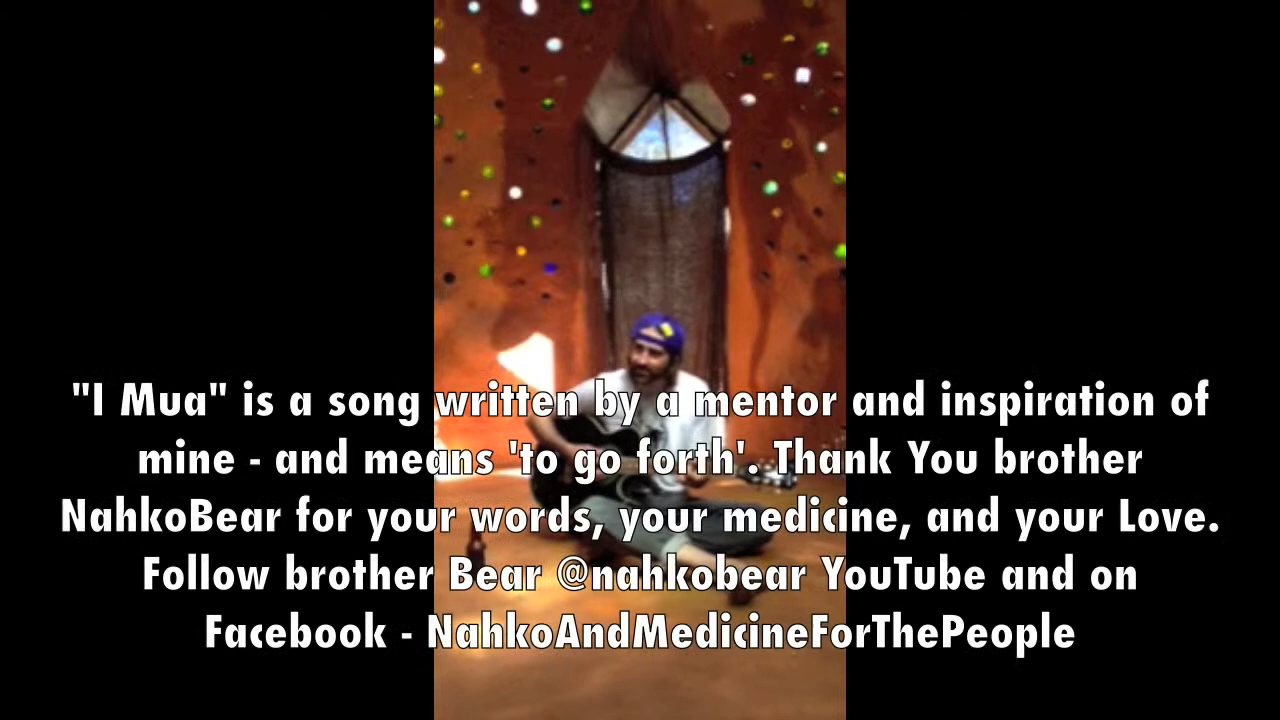 "I Mua" is a song written by a mentor and inspiration of
mine - and means 'to go forth'. Thank You brother
NahkoBear for your words, your medicine, and your Love.
Follow brother Bear @nahkobear YouTube and on
Facebook - NahkoAndMedicineForThePeople